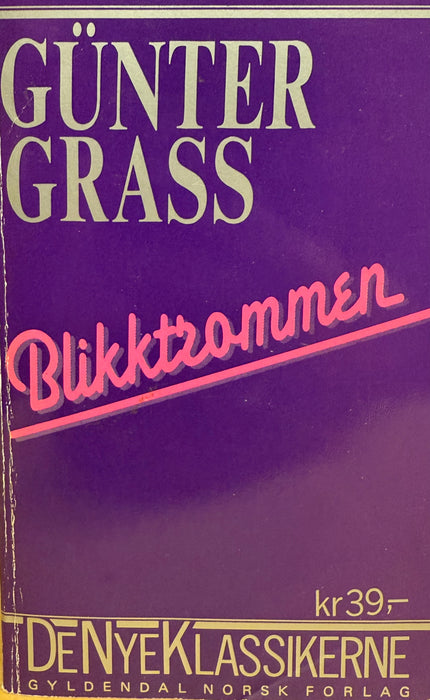 GÜNTER
GRASS
Blikktrommen
kr 39,-
DENYEKLASSIKERNE
GYLDENDAL NORSK FORLAG